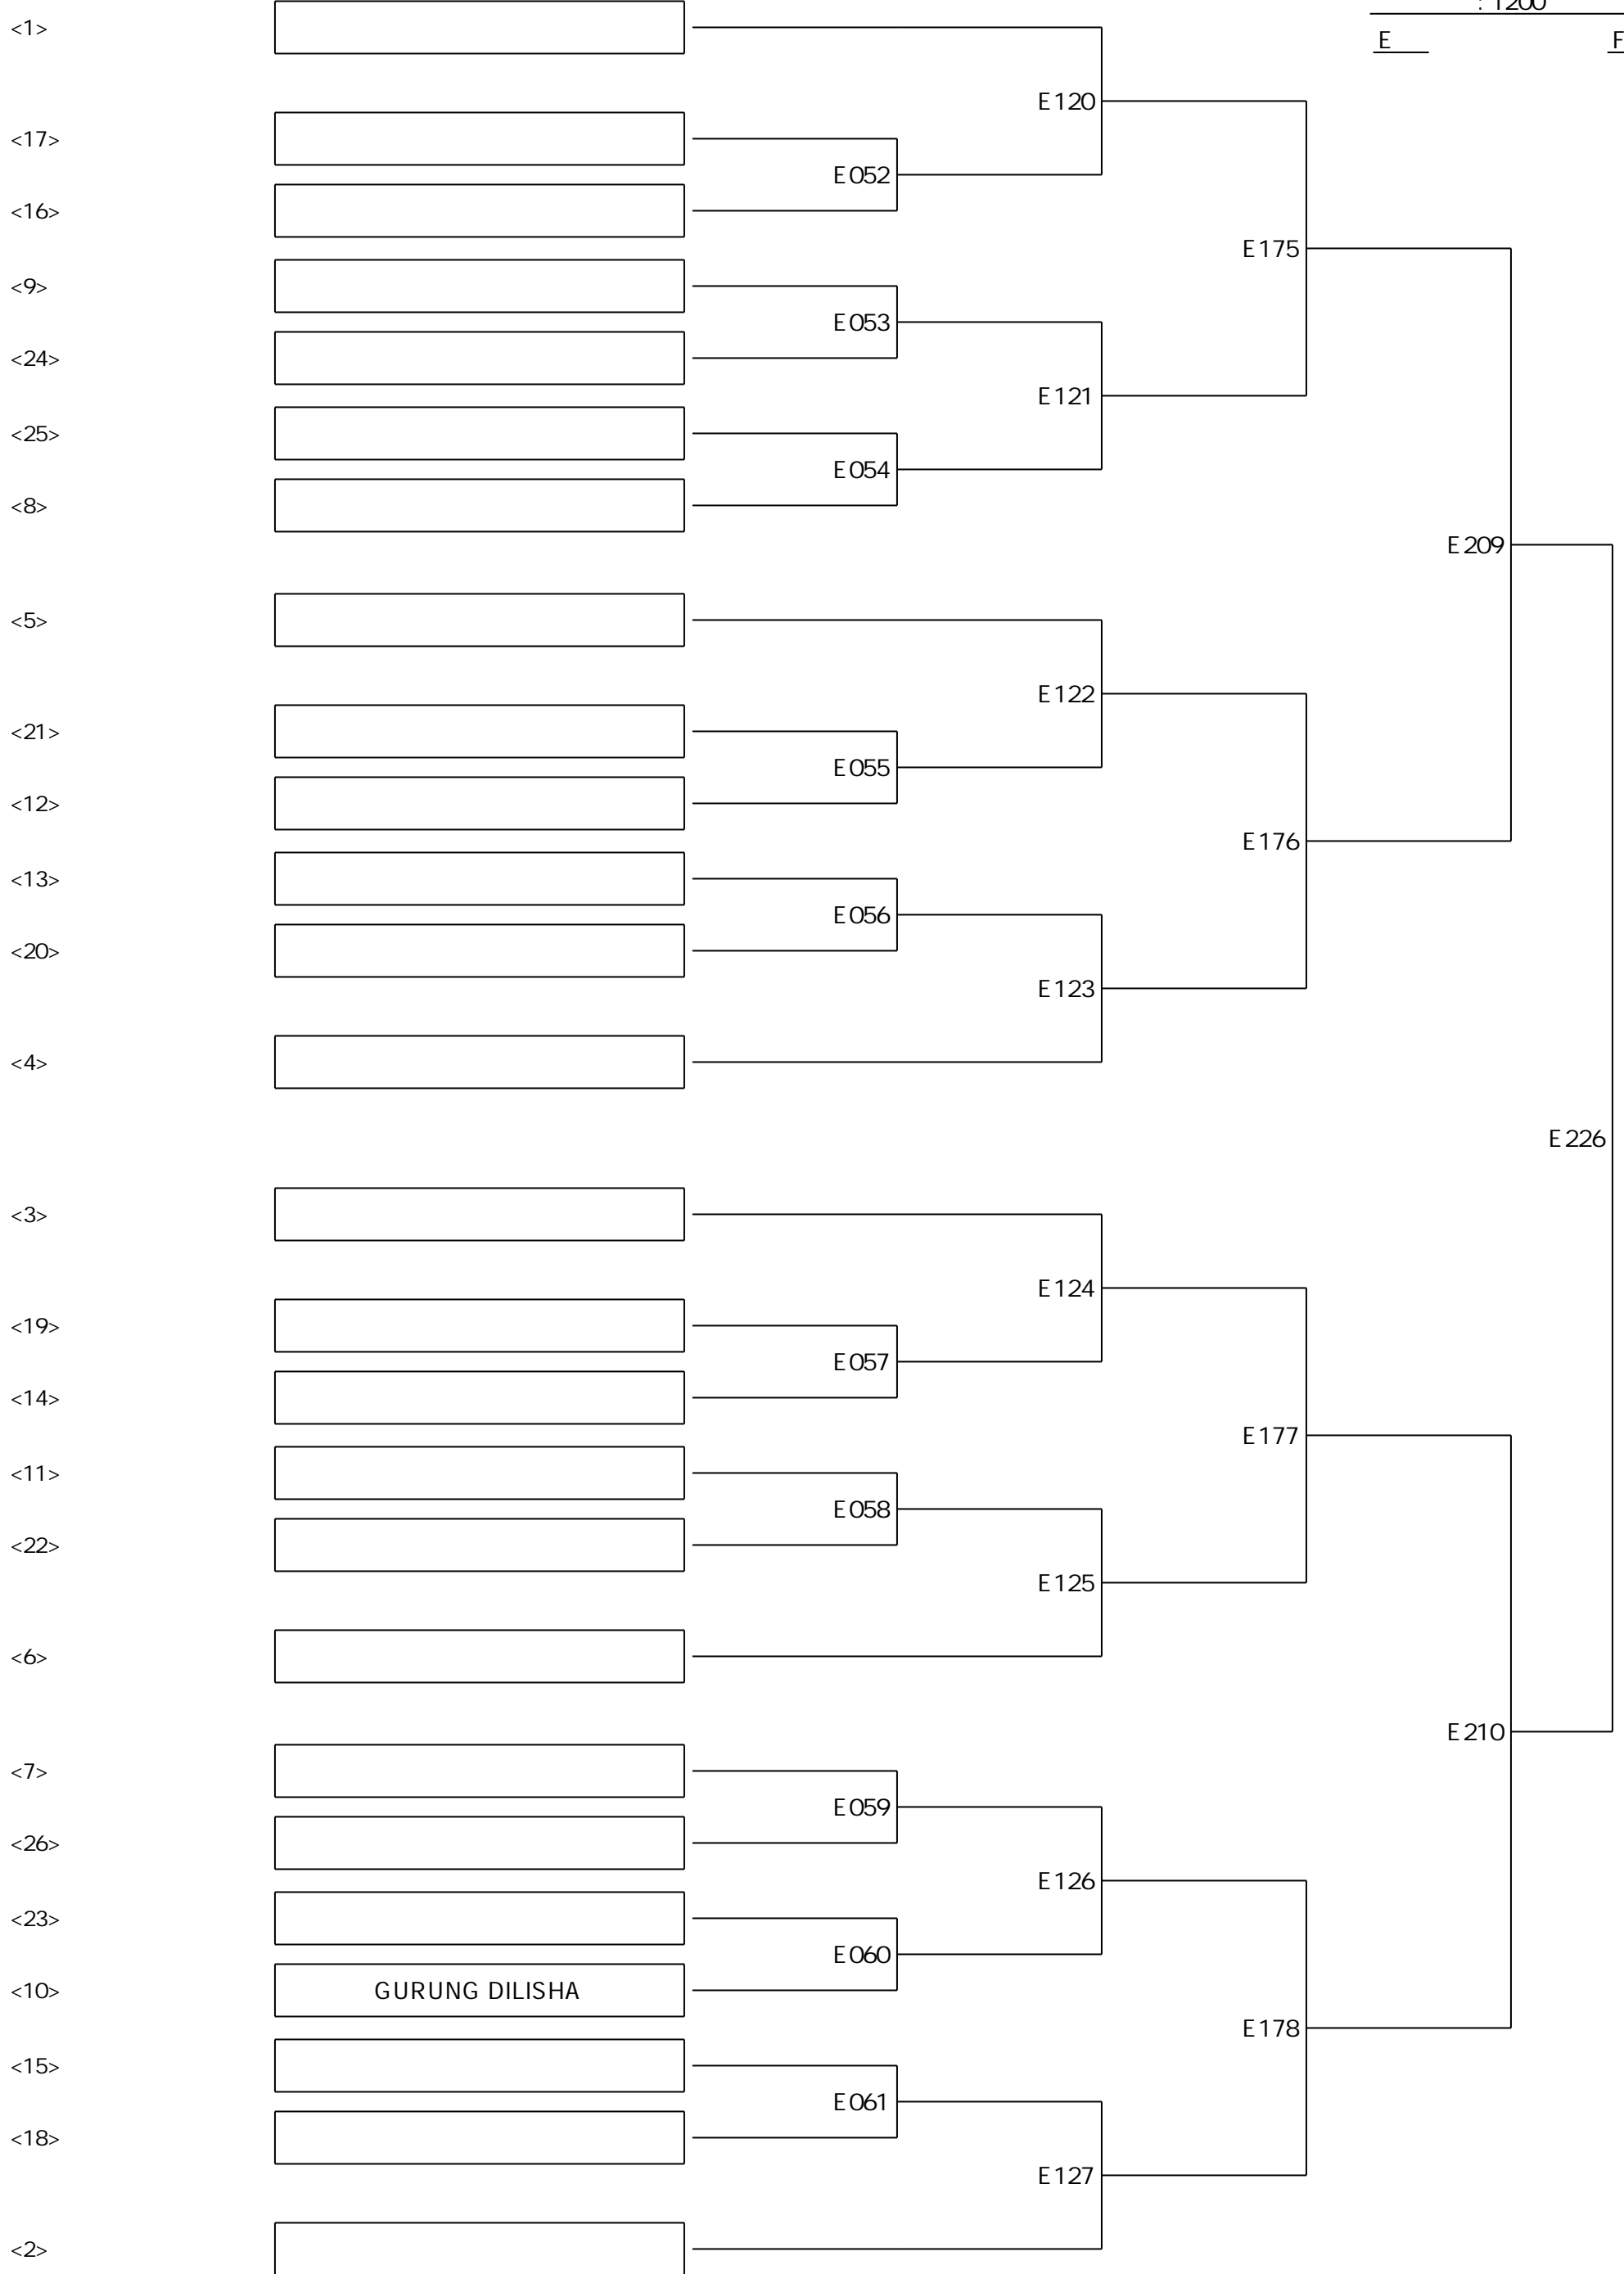 : 1200
<1>
E
F
E120
<17>
E052
<16>
E175
<9>
E053
<24>
E121
<25>
E054
<8>
E209
<5>
E122
<21>
E055
<12>
E176
<13>
E056
<20>
E123
<4>
E226
<3>
E124
<19>
E057
<14>
E177
<11>
E058
<22>
E125
<6>
E210
<7>
E059
<26>
E126
<23>
E060
<10> GURUNG DILISHA
E178
<15>
E061
<18>
E127
<2>